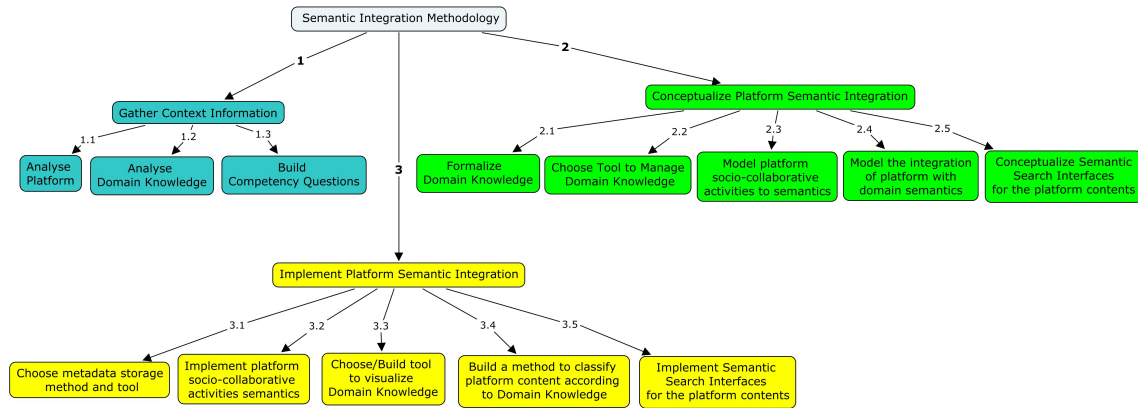 Semantic Integration Methodology
1
2
3
Gather Context Information
1.1
1.2
1.3
Analyse
Platform
Analyse
Domain Knowledge
Build
Competency Questions
Conceptualize Platform Semantic Integration
2.1
2.2
2.3
2.4
2.5
Formalize
Domain Knowledge
Choose Tool to Manage
Domain Knowledge
Model platform
socio-collaborative
activities to semantics
Model the integration
of platform with
domain semantics
Conceptualize Semantic
Search Interfaces
for the platform contents
Implement Platform Semantic Integration
3.1
3.2
3.3
3.4
3.5
Choose metadata storage
method and tool
Implement platform
socio-collaborative
activities semantics
Choose/Build tool
to visualize
Domain Knowledge
Build a method to classify
platform content according
to Domain Knowledge
Implement Semantic
Search Interfaces
for the platform contents